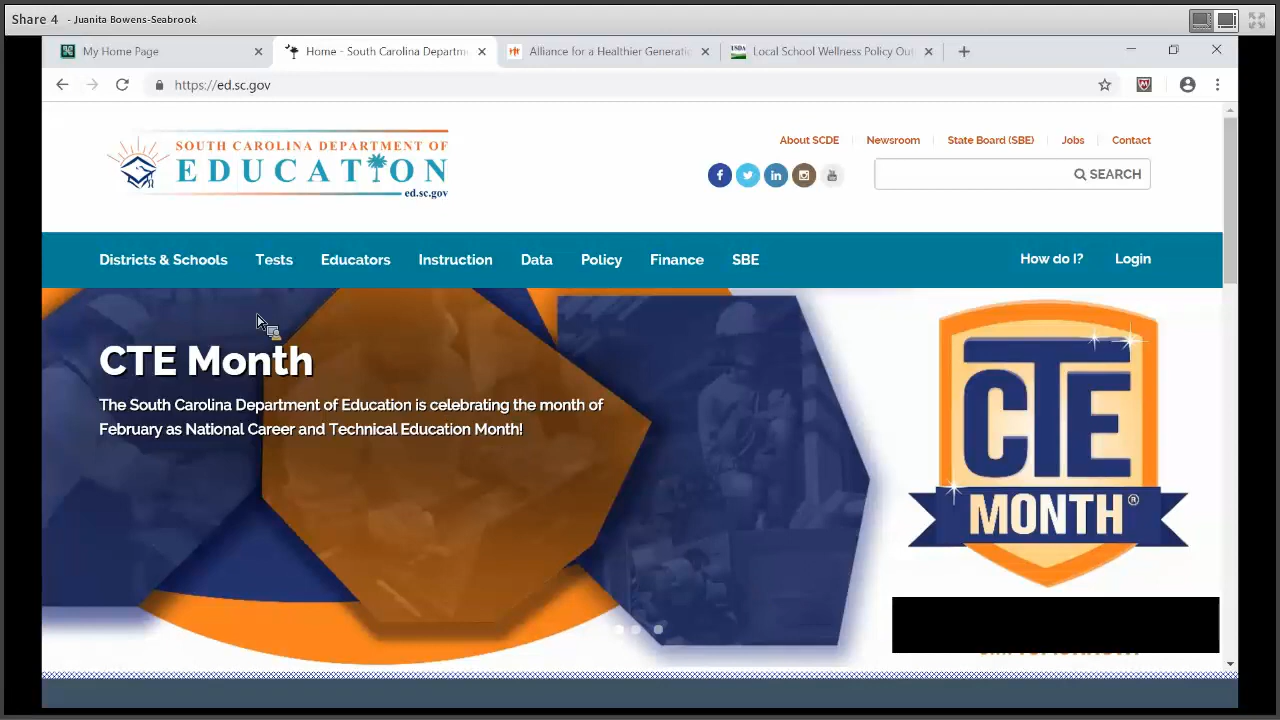 Share 4 - Juanita Bowens-Seabrook
My Home Page
Home - South Carolina Departm
Alliance for a Healthier Generatio
USDA
Local School Wellness Policy Out
https://ed.sc.gov
SOUTH CAROLINA DEPARTMENT OF
EDUCATION
ed.sc.gov
About SCDE
Newsroom
State Board (SBE)
Jobs
Contact
SEARCH
Districts & Schools
Tests
Educators
Instruction
Data
Policy
Finance
SBE
How do I?
Login
CTE Month
The South Carolina Department of Education is celebrating the month of
February as National Career and Technical Education Month!
CTE
MONTH®